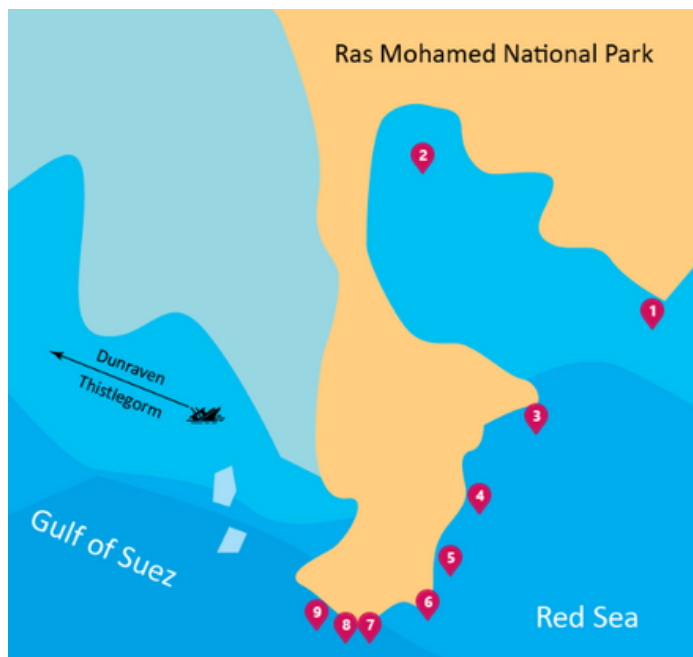 Ras Mohamed National Park
2
1
Dunraven
Thistlegorm
3
4
Gulf of Suez
5
6
Red Sea
9
8
7